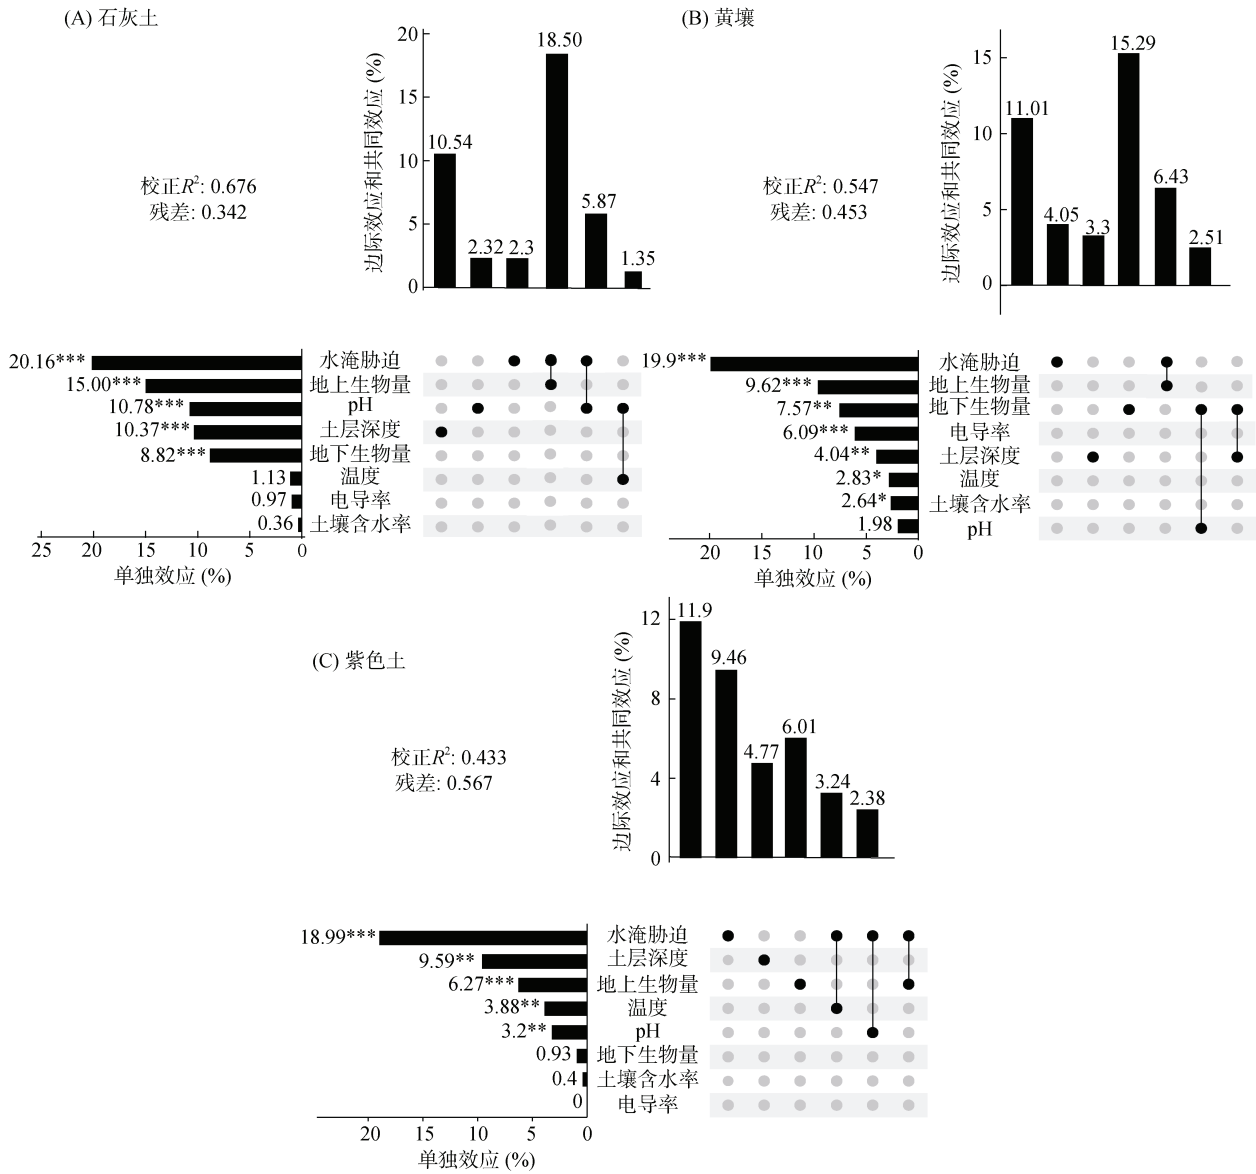 (A) 石灰土
校正R²: 0.676
残差: 0.342
边际效应和共同效应 (%)
20
15
10
5
0
10.54
2.32
2.3
18.50
5.87
1.35
20.16***
15.00***
10.78***
10.37***
8.82***
1.13
0.97
0.36
水淹胁迫
地上生物量
pH
土层深度
地下生物量
温度
电导率
土壤含水率
25 20 15 10 5 0
单独效应 (%)
(B) 黄壤
校正R²: 0.547
残差: 0.453
边际效应和共同效应 (%)
15
10
5
0
11.01
4.05
3.3
15.29
6.43
2.51
19.9***
9.62***
7.57**
6.09***
4.04**
2.83*
2.64*
1.98
水淹胁迫
地上生物量
地下生物量
电导率
土层深度
温度
土壤含水率
pH
20 15 10 5 0
单独效应 (%)
(C) 紫色土
校正R²: 0.433
残差: 0.567
边际效应和共同效应 (%)
12
8
4
0
11.9
9.46
4.77
6.01
3.24
2.38
18.99***
9.59**
6.27***
3.88**
3.2**
0.93
0.4
0
水淹胁迫
土层深度
地上生物量
温度
pH
地下生物量
土壤含水率
电导率
20 15 10 5 0
单独效应 (%)